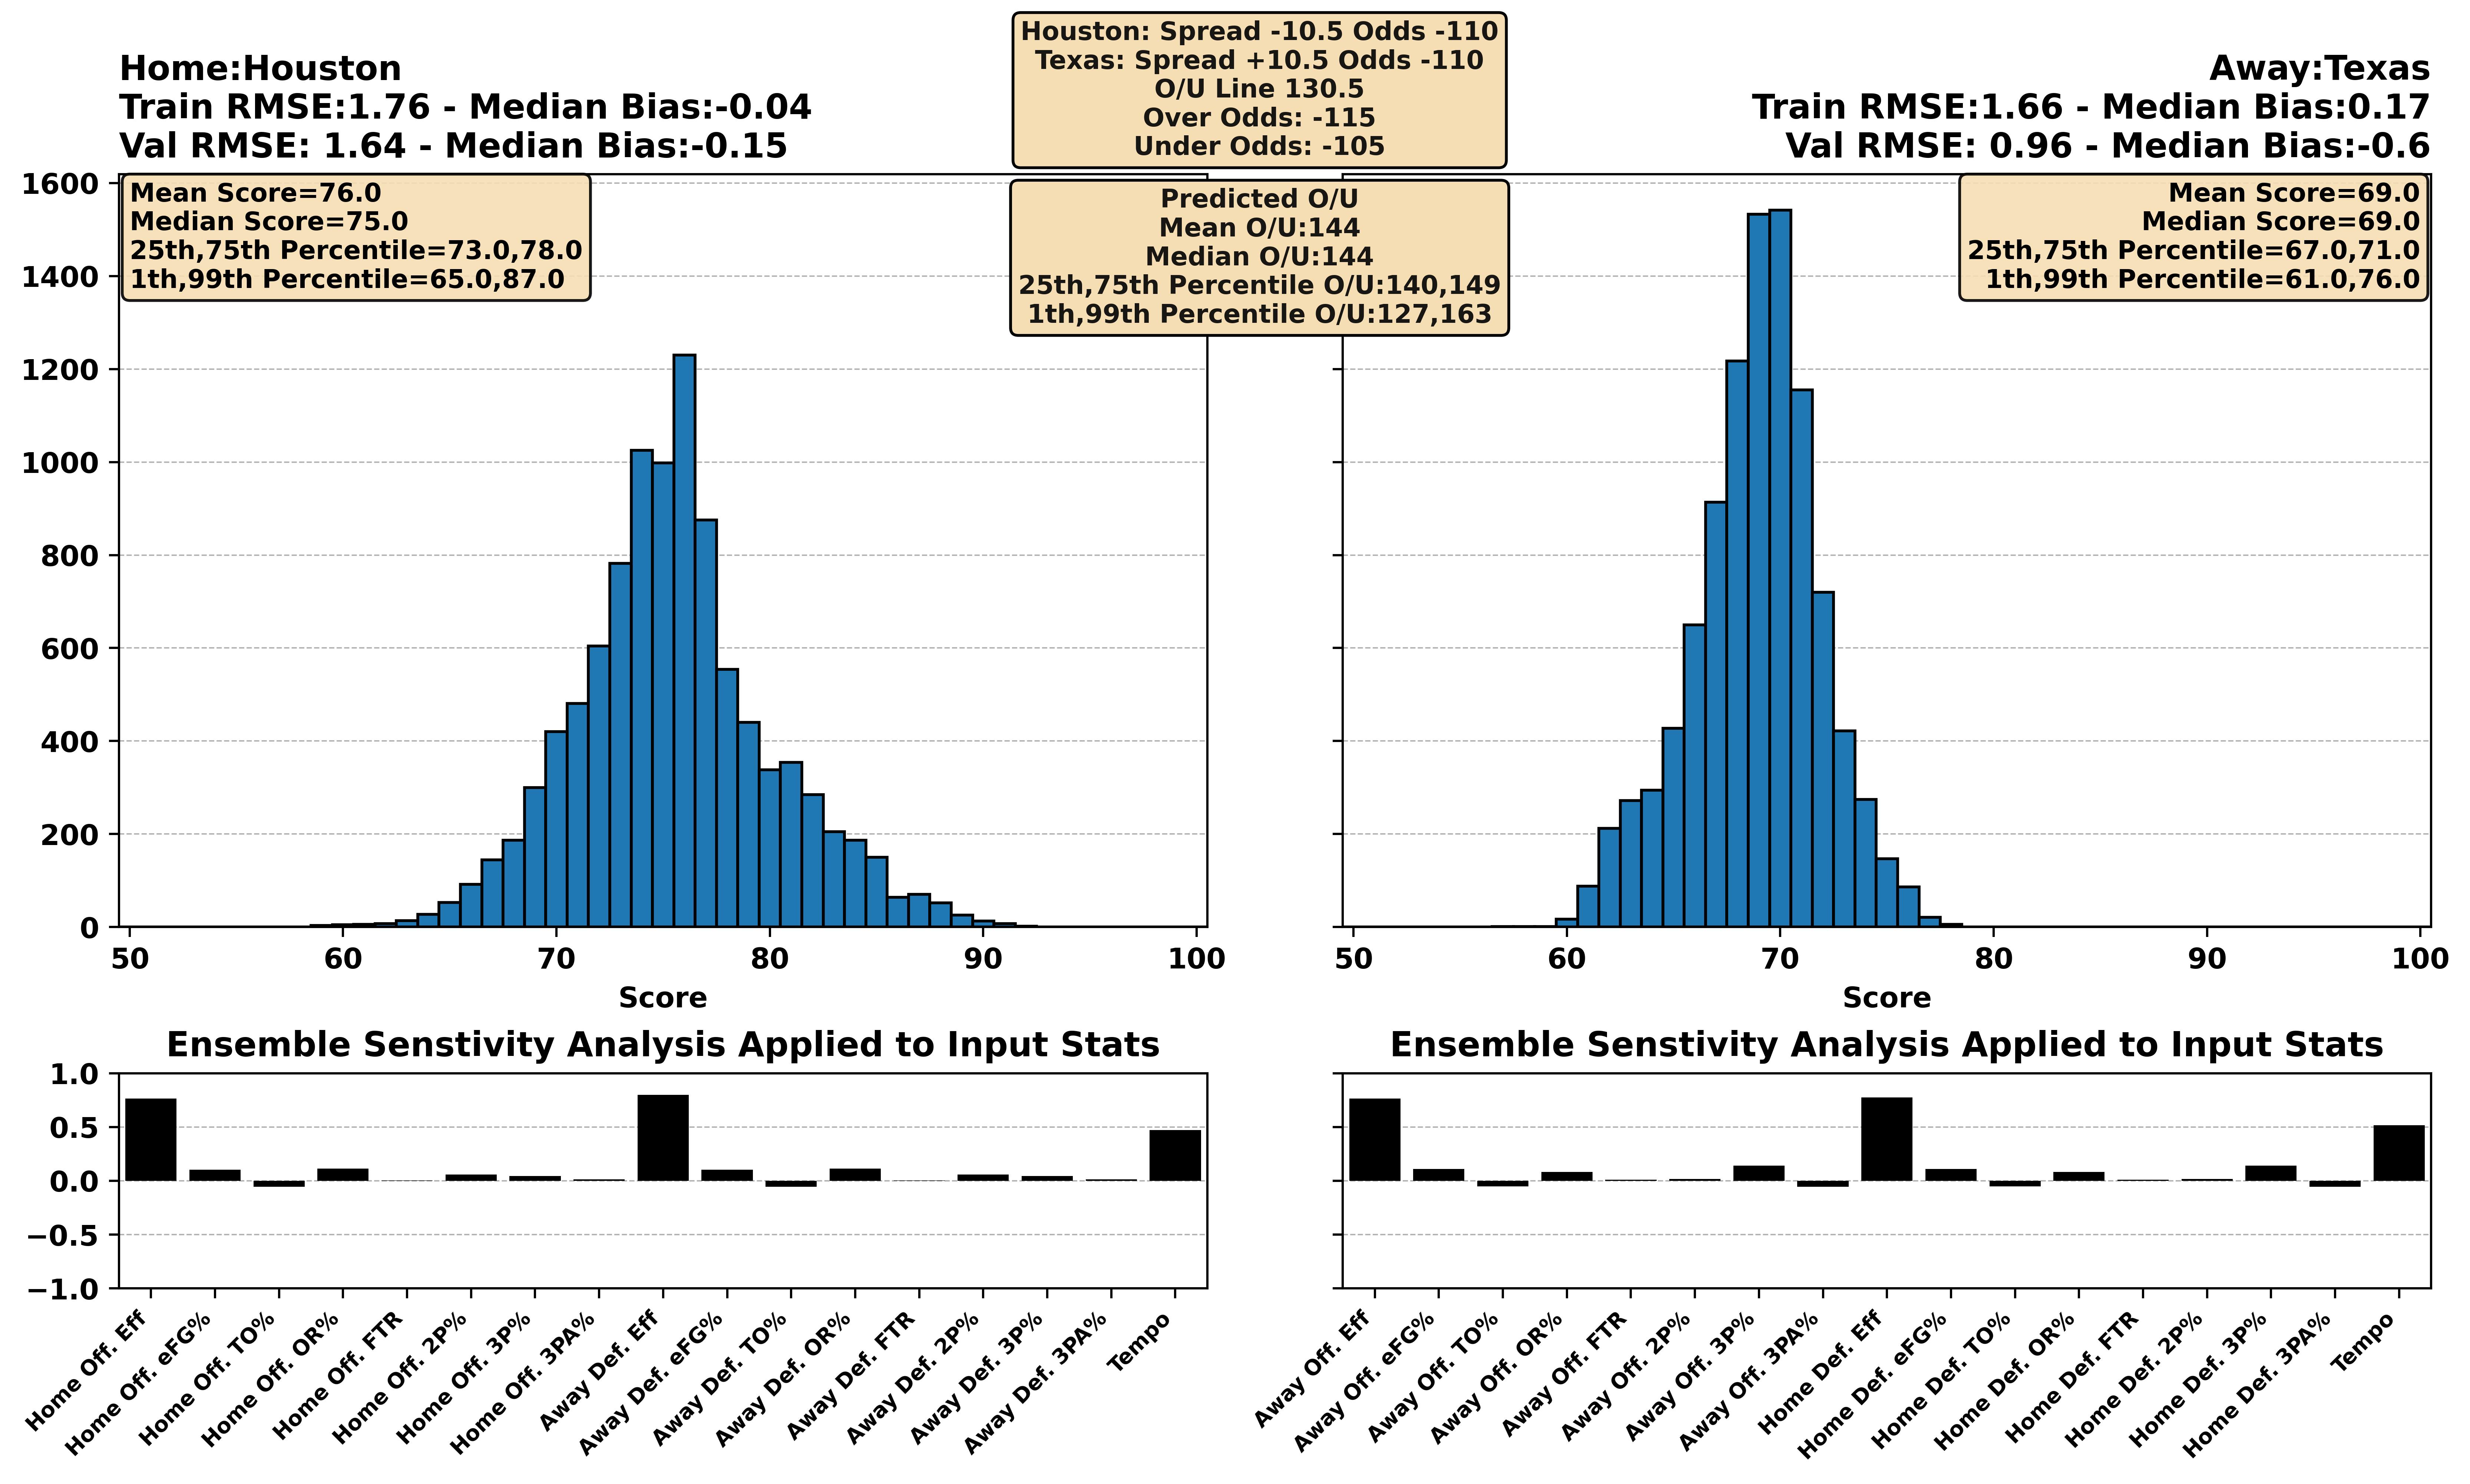 Houston: Spread -10.5 Odds -110
Texas: Spread +10.5 Odds -110
O/U Line 130.5
Over Odds: -115
Under Odds: -105
Home:Houston
Train RMSE:1.76 - Median Bias:-0.04
Val RMSE: 1.64 - Median Bias:-0.15
Away:Texas
Train RMSE:1.66 - Median Bias:0.17
Val RMSE: 0.96 - Median Bias:-0.6
Mean Score=76.0
Median Score=75.0
25th,75th Percentile=73.0,78.0
1th,99th Percentile=65.0,87.0
Predicted O/U
Mean O/U:144
Median O/U:144
25th,75th Percentile O/U:140,149
1th,99th Percentile O/U:127,163
Mean Score=69.0
Median Score=69.0
25th,75th Percentile=67.0,71.0
1th,99th Percentile=61.0,76.0
1600
1400
1200
1000
800
600
400
200
0
50 60 70 80 90 100
Score
50 60 70 80 90 100
Score
Ensemble Senstivity Analysis Applied to Input Stats
1.0
0.5
0.0
−0.5
−1.0
Home Off. Eff
Home Off. eFG%
Home Off. TO%
Home Off. OR%
Home Off. FTR
Home Off. 2P%
Home Off. 3P%
Home Off. 3PA%
Away Def. Eff
Away Def. eFG%
Away Def. TO%
Away Def. OR%
Away Def. FTR
Away Def. 2P%
Away Def. 3P%
Away Def. 3PA%
Tempo
Ensemble Senstivity Analysis Applied to Input Stats
Away Off. Eff
Away Off. eFG%
Away Off. TO%
Away Off. OR%
Away Off. FTR
Away Off. 2P%
Away Off. 3P%
Away Off. 3PA%
Home Def. Eff
Home Def. eFG%
Home Def. TO%
Home Def. OR%
Home Def. FTR
Home Def. 2P%
Home Def. 3P%
Home Def. 3PA%
Tempo